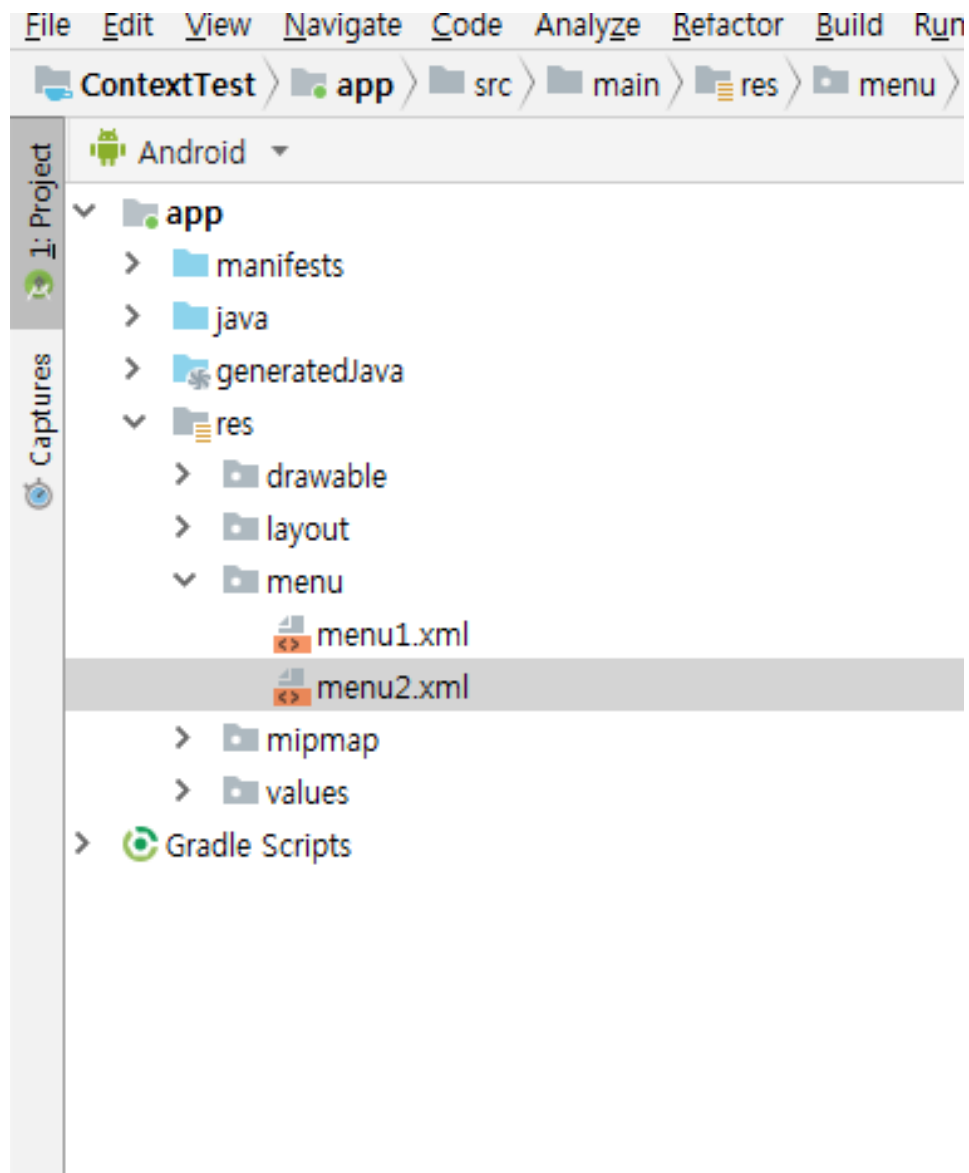 File Edit View Navigate Code Analyze Refactor Build Run
ContextTest app src main res menu
1: Project
Captures
Android
app
manifests
java
generatedJava
res
drawable
layout
menu
menu1.xml
menu2.xml
mipmap
values
Gradle Scripts